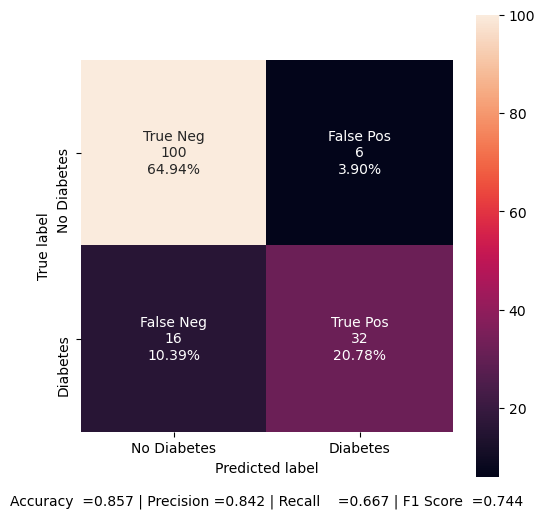 100
80
60
40
20
True Neg
100
64.94%
False Pos
6
3.90%
False Neg
16
10.39%
True Pos
32
20.78%
True label
No Diabetes
Diabetes
No Diabetes
Diabetes
Predicted label
Accuracy  =0.857 | Precision =0.842 | Recall    =0.667 | F1 Score  =0.744